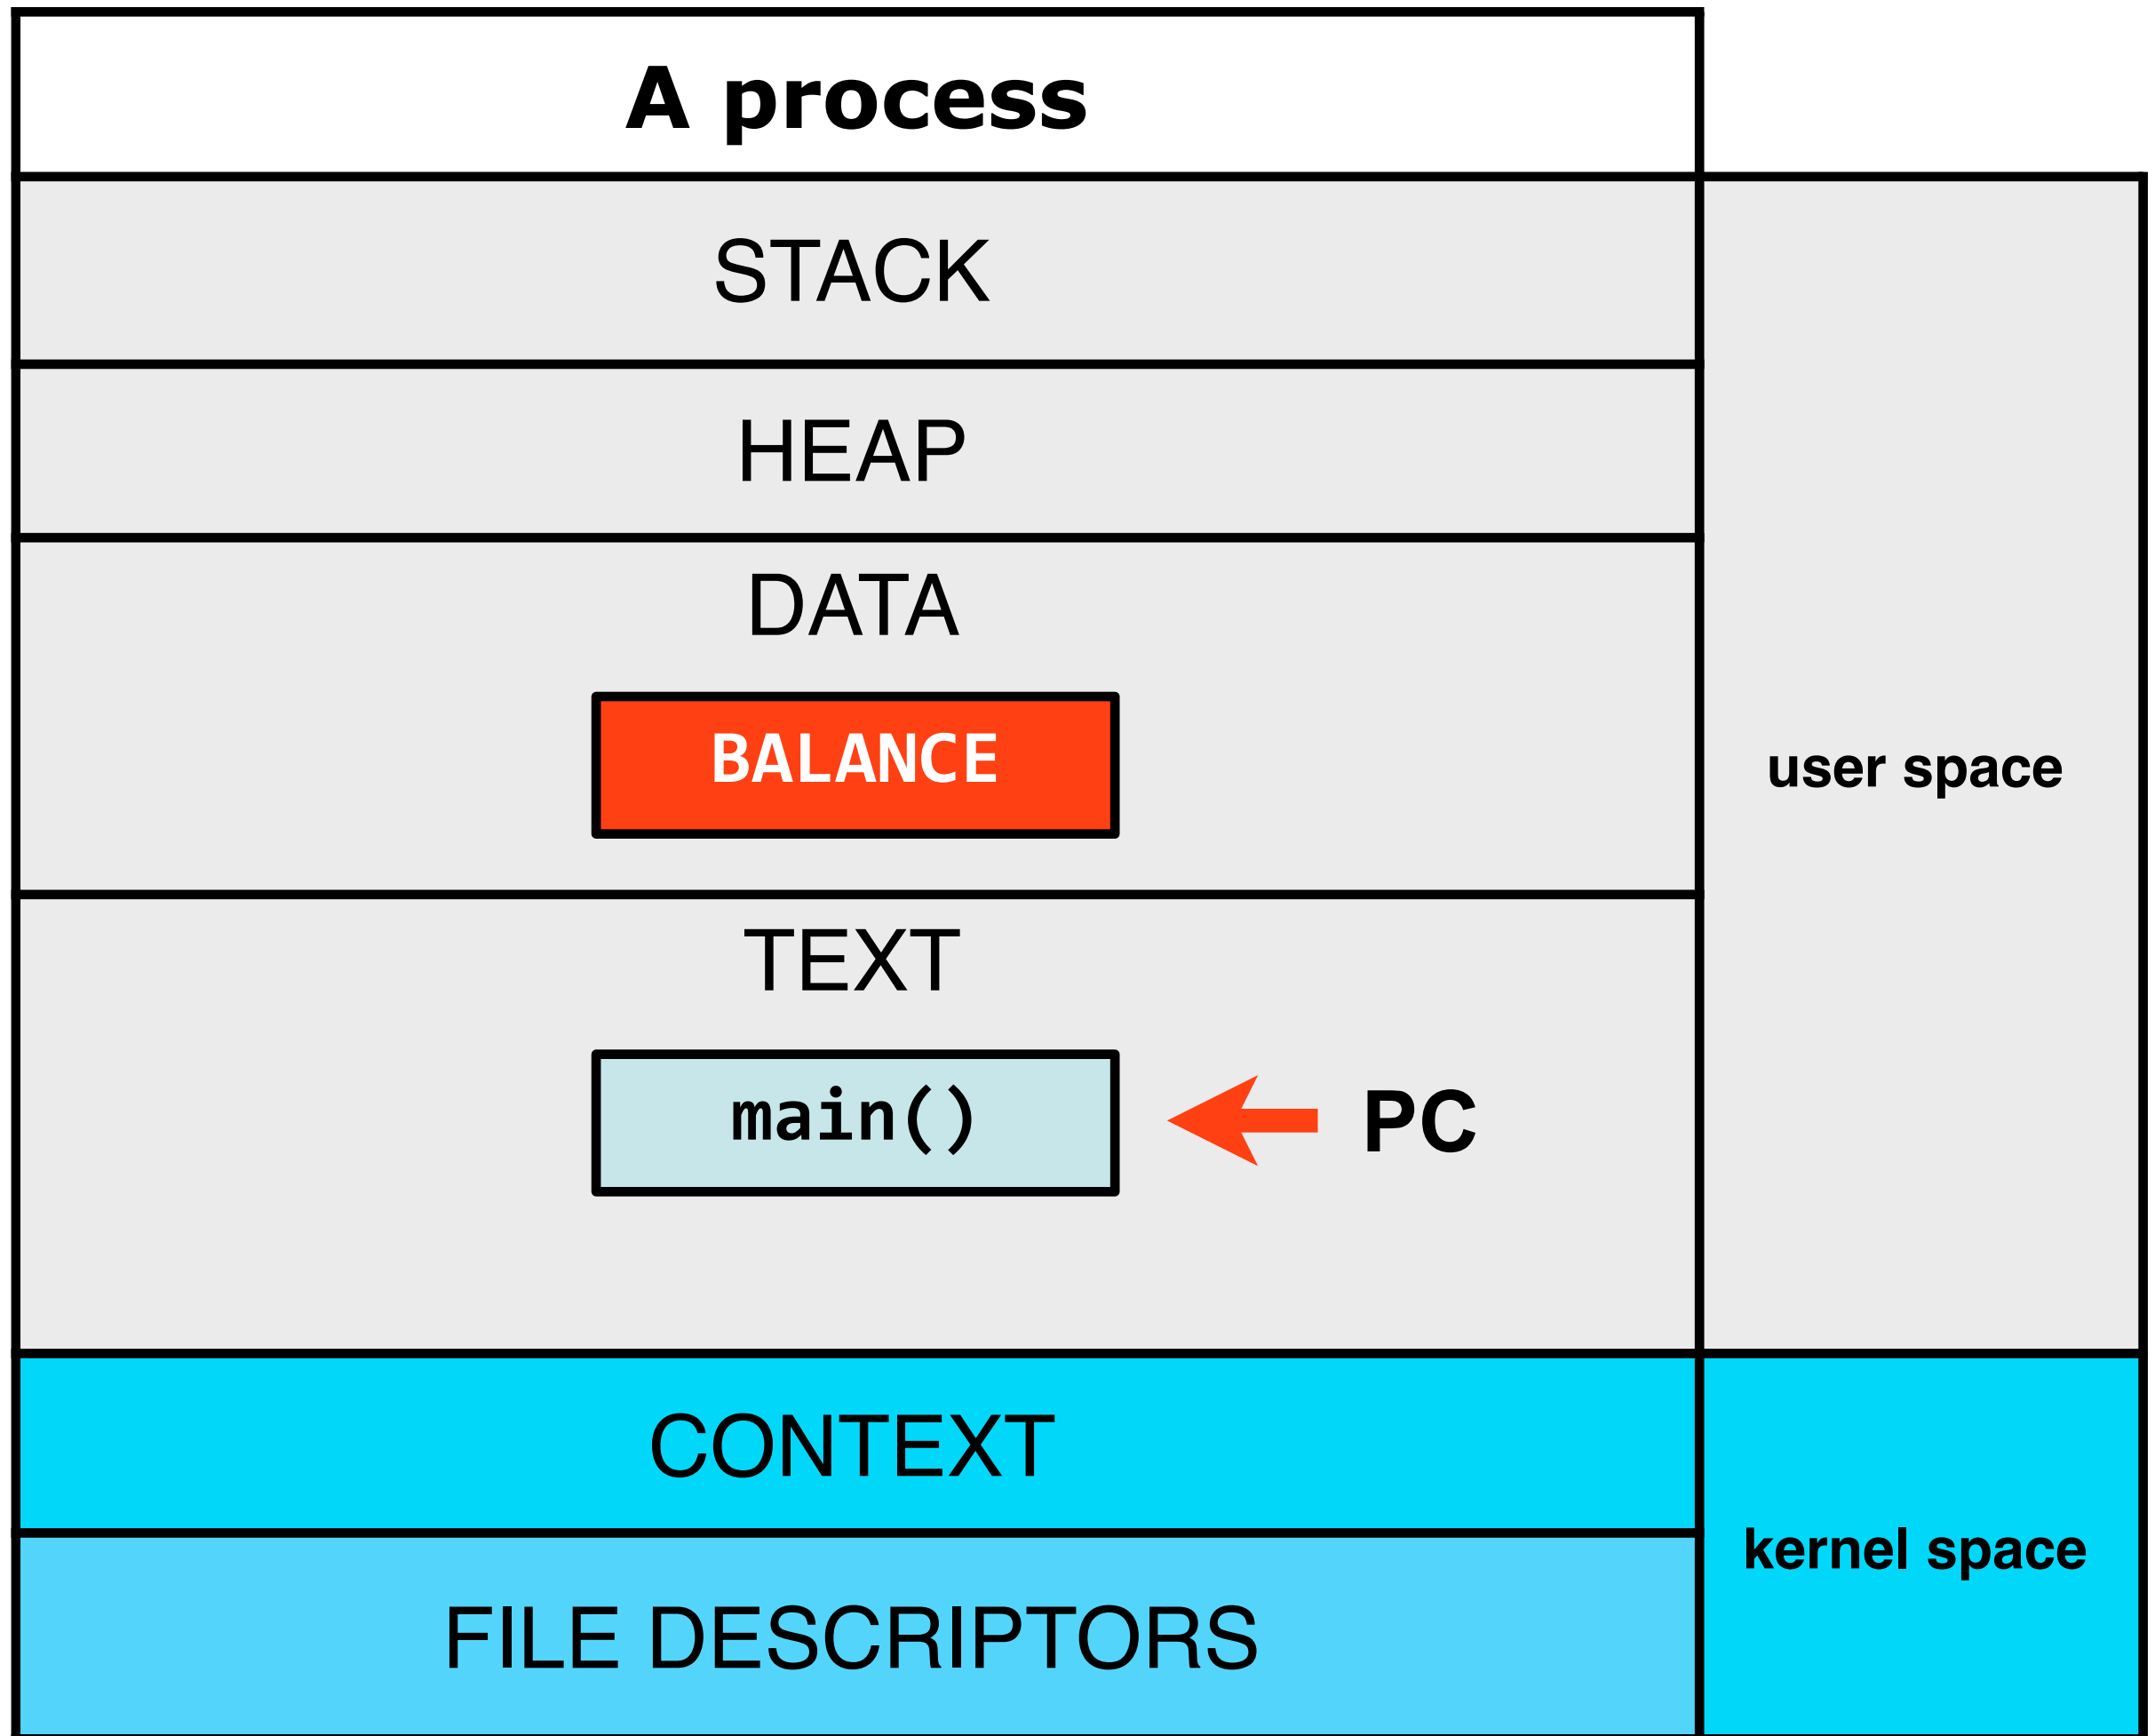 A process
STACK
HEAP
DATA
BALANCE
user space
TEXT
main()
PC
CONTEXT
kernel space
FILE DESCRIPTORS